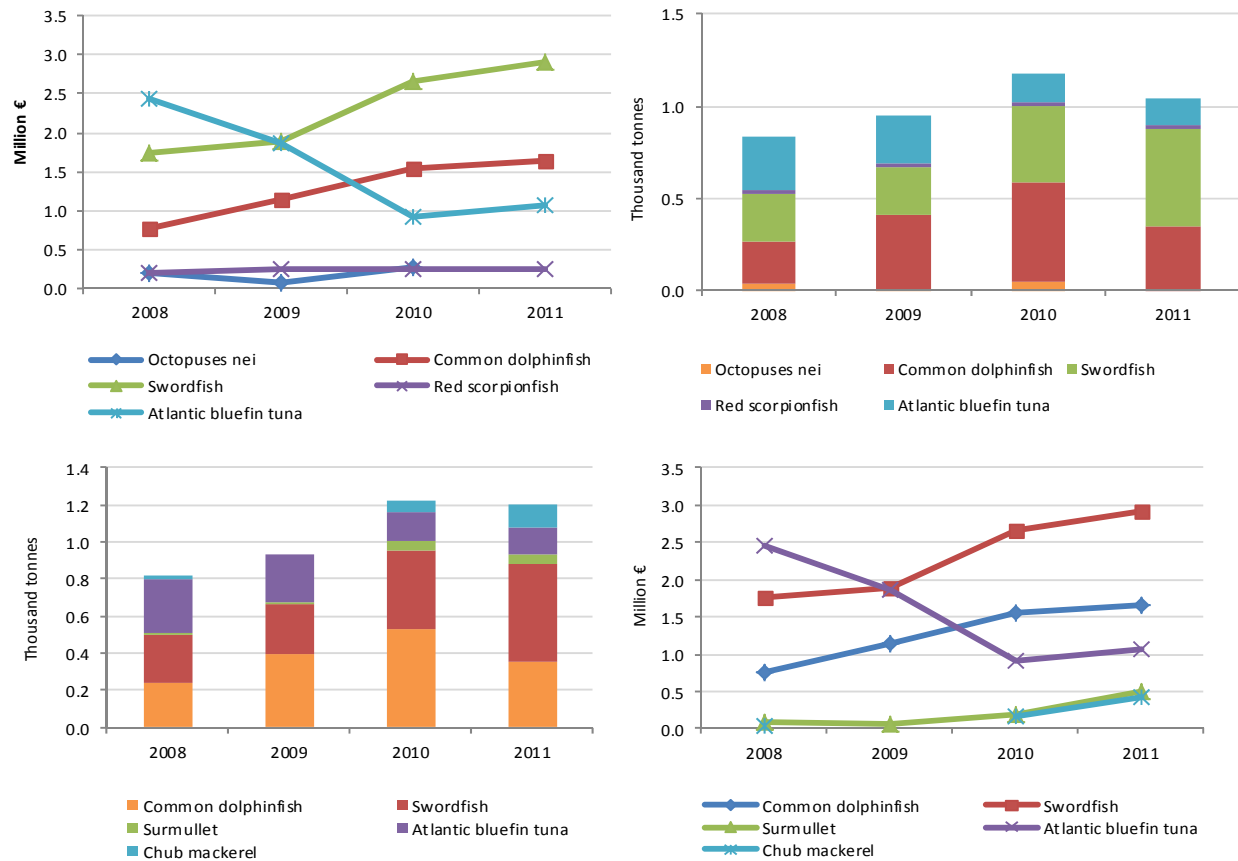 Million €
3.5
3.0
2.5
2.0
1.5
1.0
0.5
0.0
2008 2009 2010 2011
Octopuses nei Common dolphinfish
Swordfish Red scorpionfish
Atlantic bluefin tuna
Thousand tonnes
1.0
0.5
0.0
2008 2009 2010 2011
Octopuses nei Common dolphinfish Swordfish
Red scorpionfish Atlantic bluefin tuna
Thousand tonnes
1.4
1.2
1.0
0.8
0.6
0.4
0.2
0.0
2008 2009 2010 2011
Common dolphinfish Swordfish
Surmullet Atlantic bluefin tuna
Chub mackerel
Million €
3.5
3.0
2.5
2.0
1.5
1.0
0.5
0.0
2008 2009 2010 2011
Common dolphinfish Swordfish
Surmullet Atlantic bluefin tuna
Chub mackerel